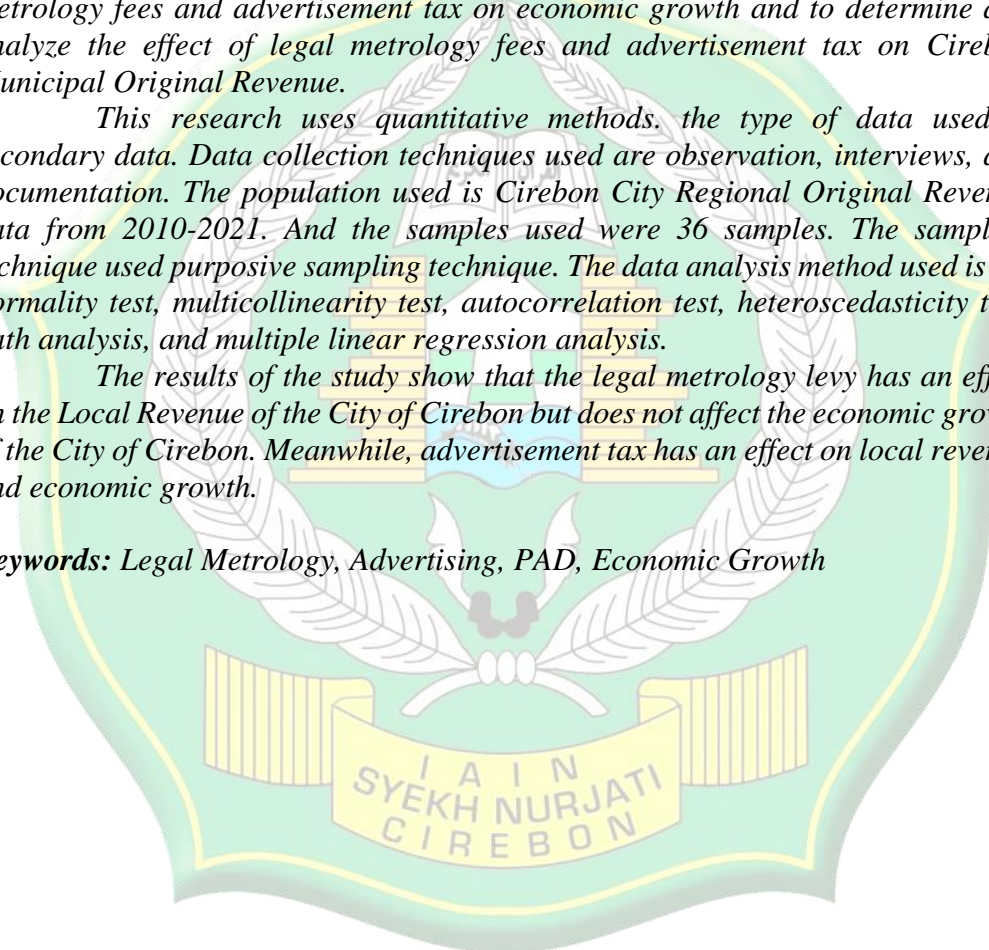 etrology fees and advertisement tax on economic growth and to determine a
nalyze the effect of legal metrology fees and advertisement tax on Cireb
unicipal Original Revenue.
This research uses quantitative methods. the type of data used
condary data. Data collection techniques used are observation, interviews, a
ocumentation. The population used is Cirebon City Regional Original Reven
ata from 2010-2021. And the samples used were 36 samples. The sampl
chnique used purposive sampling technique. The data analysis method used is
ormality test, multicollinearity test, autocorrelation test, heteroscedasticity t
ath analysis, and multiple linear regression analysis.
The results of the study show that the legal metrology levy has an eff
n the Local Revenue of the City of Cirebon but does not affect the economic grow
f the City of Cirebon. Meanwhile, advertisement tax has an effect on local reven
nd economic growth.
eywords: Legal Metrology, Advertising, PAD, Economic Growth
IAIN
SYEKH NURJATI
CIREBON